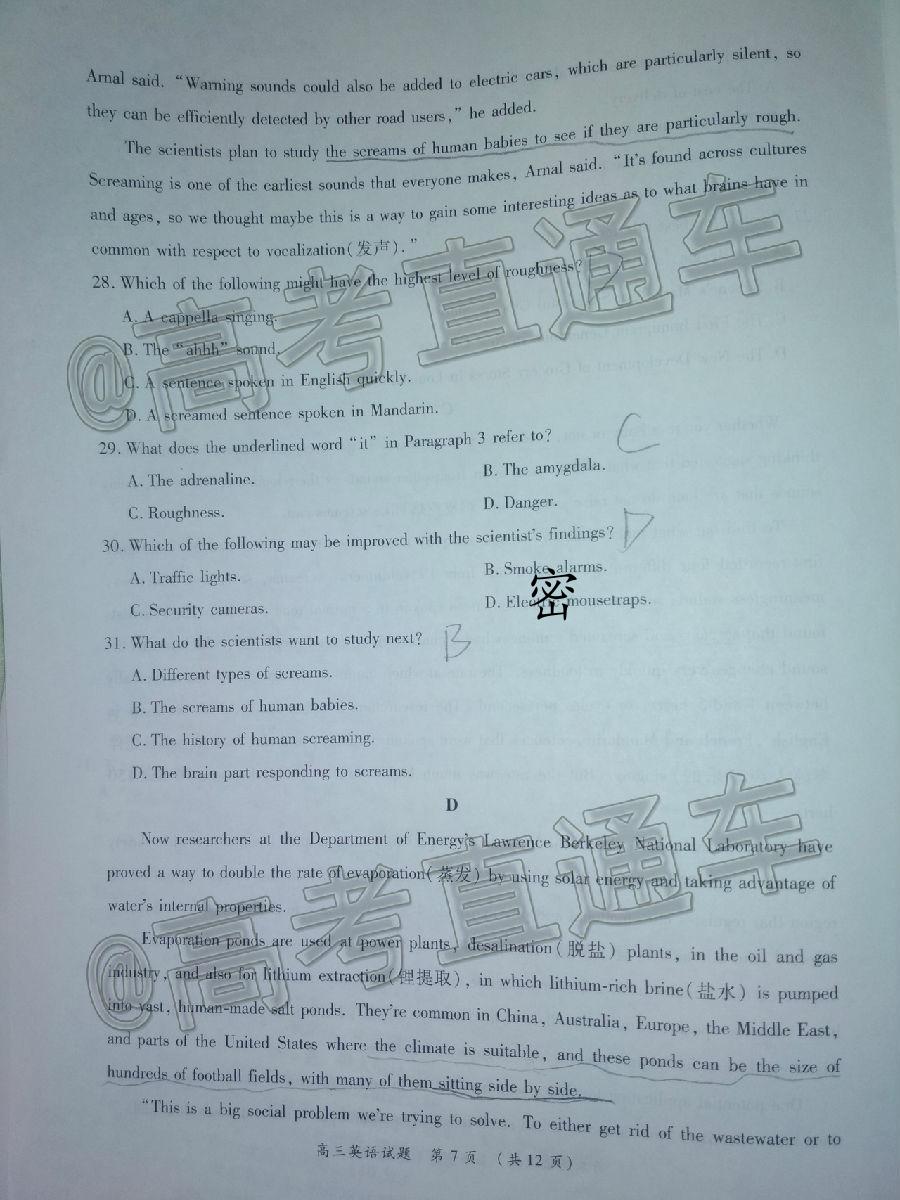 Arnal said. “Warning sounds could also be added to electric cars, which are particularly silent, so
they can be efficiently detected by other road users,” he added.
The scientists plan to study the screams of human babies to see if they are particularly rough.
Screaming is one of the earliest sounds that everyone makes, Arnal said. “It's found across cultures
and ages, so we thought maybe this is a way to gain some interesting ideas as to what brains have in
common with respect to vocalization(发声).”
28. Which of the following might have the highest level of roughness? D
A. A cappella singing.
B. The “ahhh” sound.
C. A sentence spoken in English quickly.
D. A screamed sentence spoken in Mandarin.
29. What does the underlined word “it” in Paragraph 3 refer to? C
A. The adrenaline. B. The amygdala.
C. Roughness. D. Danger.
30. Which of the following may be improved with the scientist's findings? D
A. Traffic lights. B. Smoke alarms.
C. Security cameras. D. Electric mousetraps.
密
31. What do the scientists want to study next? B
A. Different types of screams.
B. The screams of human babies.
C. The history of human screaming.
D. The brain part responding to screams.
D
Now researchers at the Department of Energy's Lawrence Berkeley National Laboratory have
proved a way to double the rate of evaporation(蒸发) by using solar energy and taking advantage of
water's internal properties.
Evaporation ponds are used at power plants, desalination(脱盐) plants, in the oil and gas
industry, and also for lithium extraction(锂提取), in which lithium-rich brine(盐水) is pumped
into vast, human-made salt ponds. They're common in China, Australia, Europe, the Middle East,
and parts of the United States where the climate is suitable, and these ponds can be the size of
hundreds of football fields, with many of them sitting side by side.
“This is a big social problem we're trying to solve. To either get rid of the wastewater or to
高三英语试题 第7页 (共12页)
@高考直通车
@高考直通车